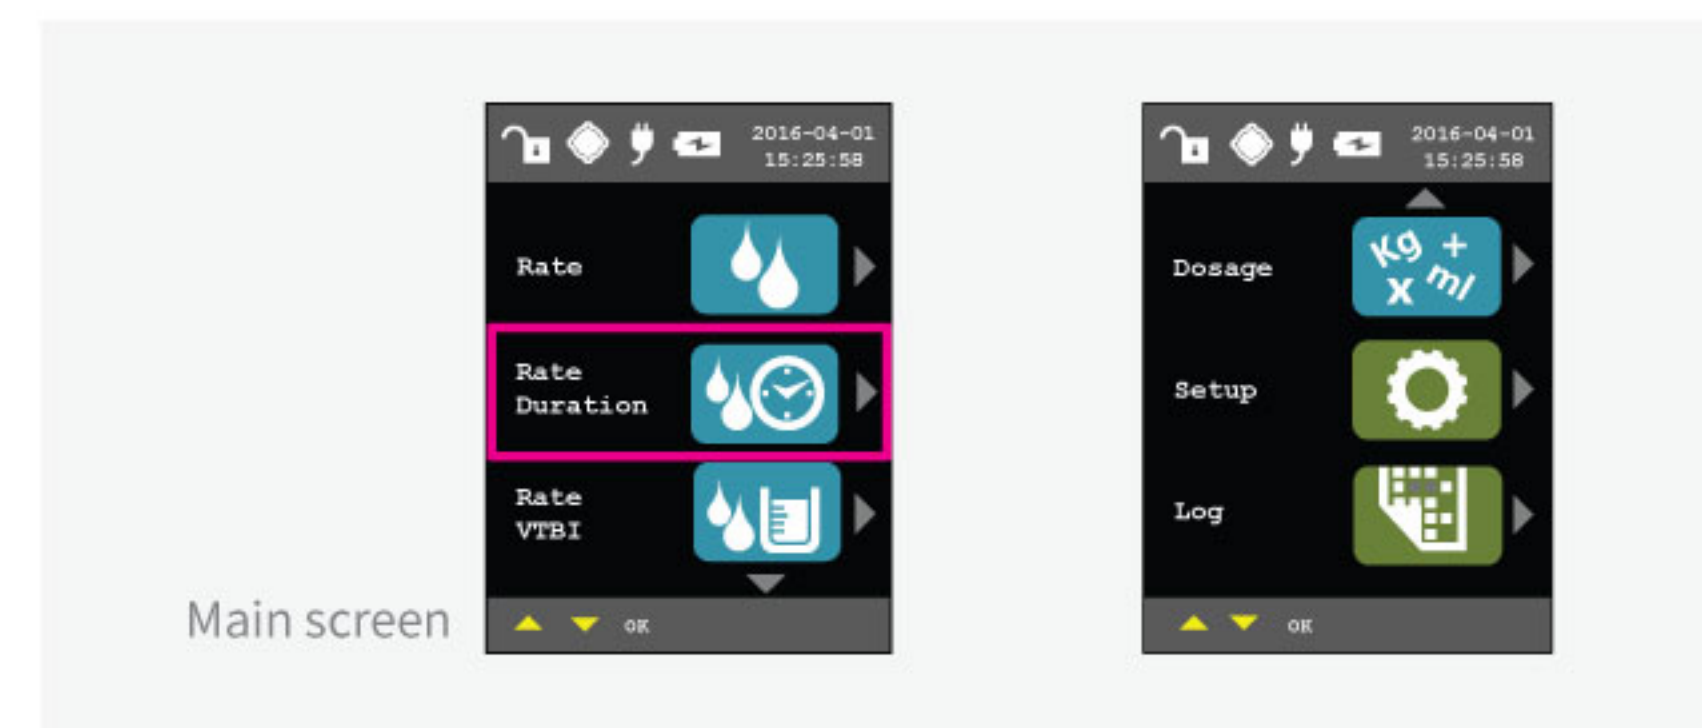 2016-04-01
15:25:58
Rate
Rate
Duration
Rate
VTBI
OK
Main screen
2016-04-01
15:25:58
Kg +
x ml
Dosage
Setup
Log
OK